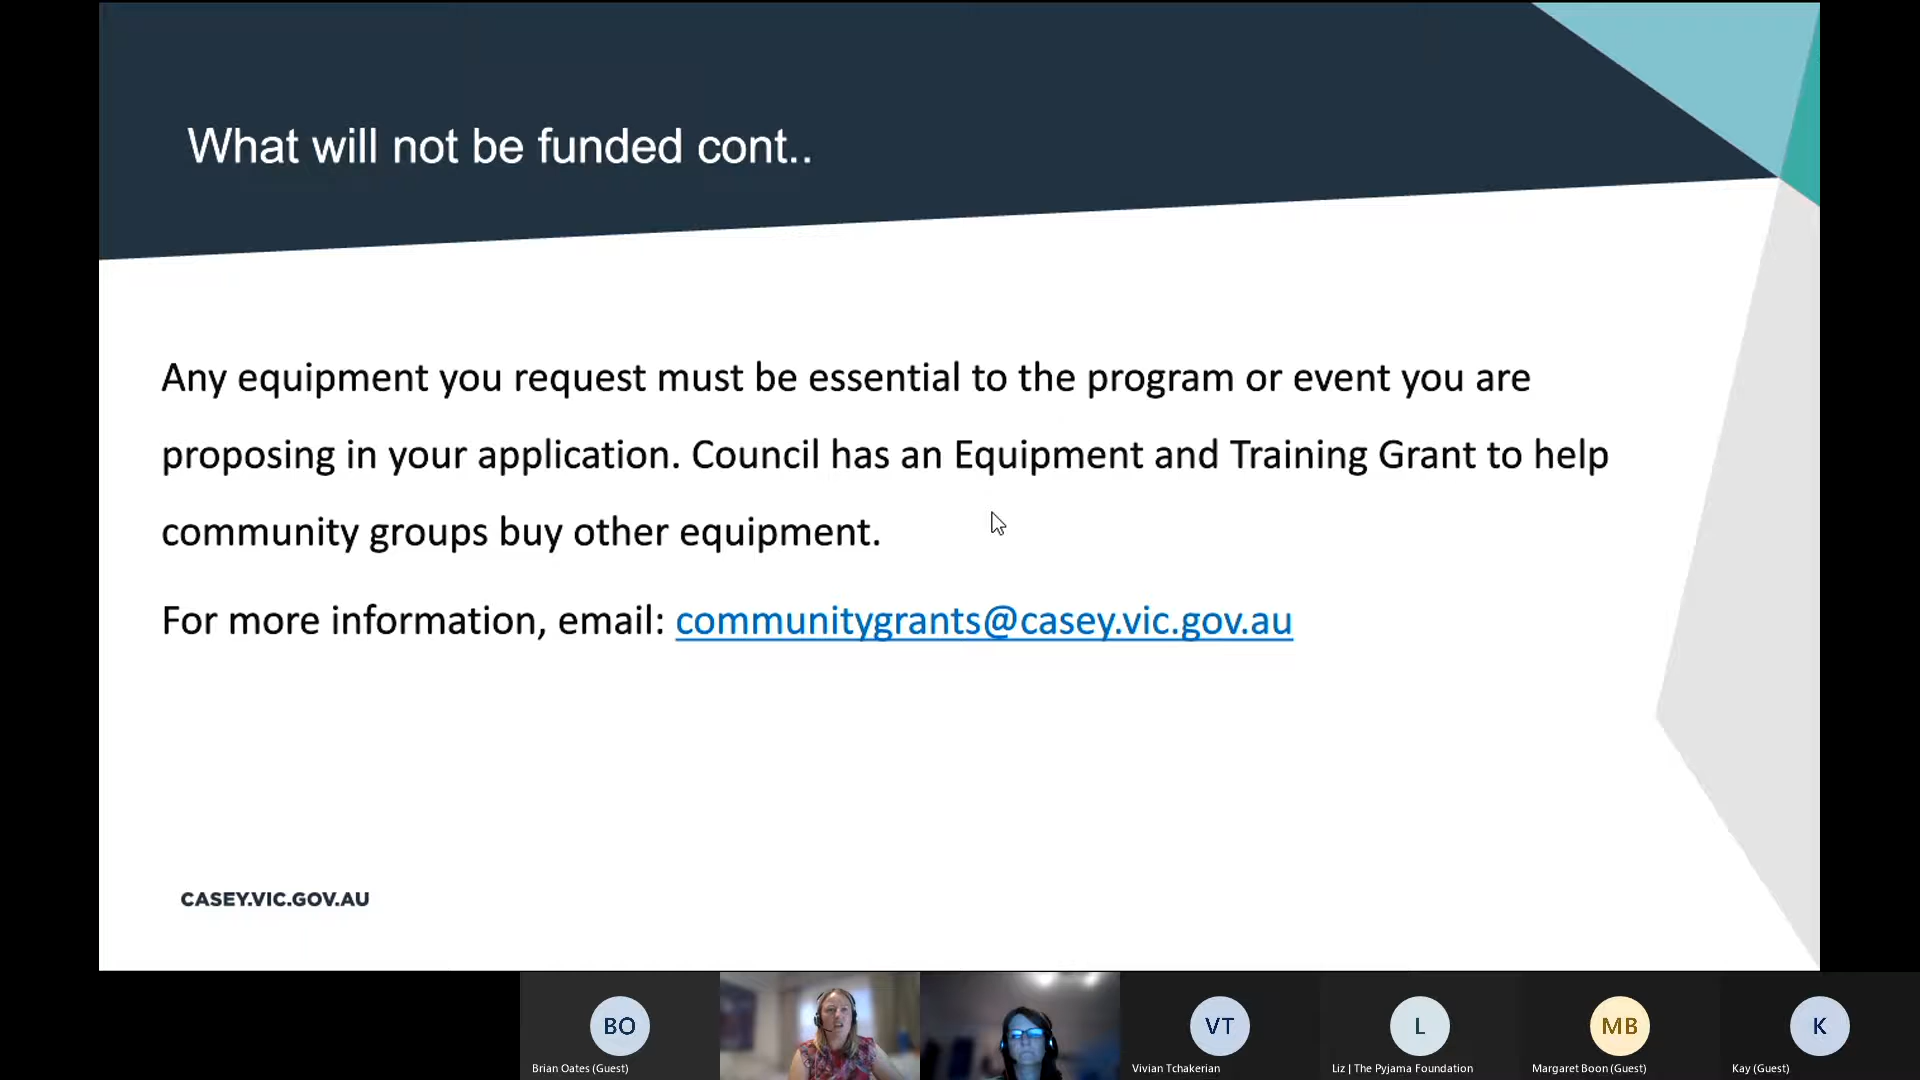 What will not be funded cont..
Any equipment you request must be essential to the program or event you are
proposing in your application. Council has an Equipment and Training Grant to help
community groups buy other equipment.
For more information, email: communitygrants@casey.vic.gov.au
CASEY.VIC.GOV.AU
BO
VT
L
MB
K
Brian Oates (Guest)
Vivian Tchakerian
Liz | The Pyjama Foundation
Margaret Boon (Guest)
Kay (Guest)